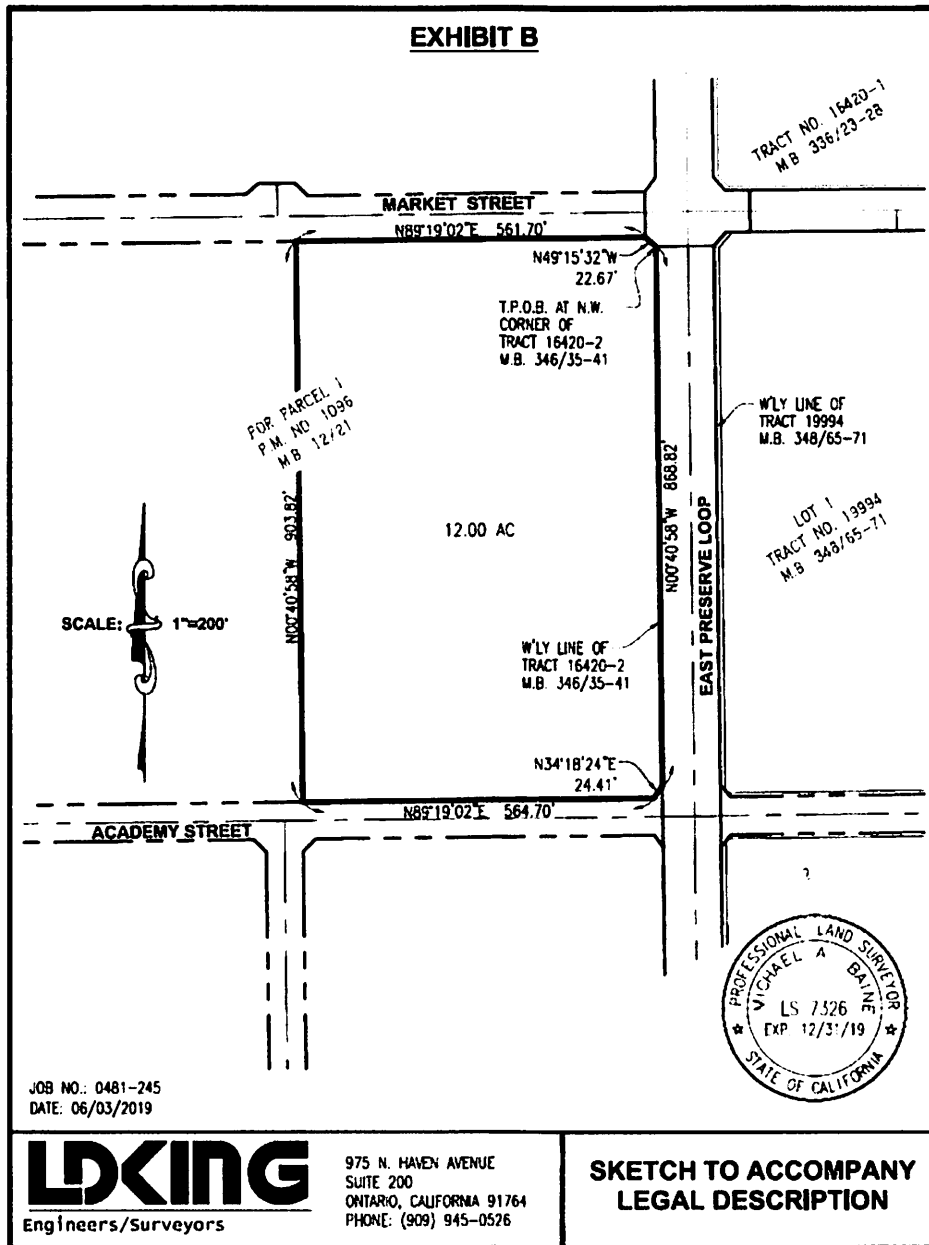 EXHIBIT B
TRACT NO. 16420-1
M.B 336/23-28
MARKET STREET
N89°19'02"E 561.70'
N49°15'32"W
22.67'
T.P.O.B. AT N.W.
CORNER OF
TRACT 16420-2
M.B. 346/35-41
POR PARCEL 1
P.M. NO 1096
M B 12/21
W'LY LINE OF
TRACT 19994
M.B. 348/65-71
N00°40'58"W 903.82'
N00°40'58"W 868.82'
EAST PRESERVE LOOP
LOT 1
TRACT NO. 19994
M.B 348/65-71
12.00 AC
SCALE: 1"=200'
W'LY LINE OF
TRACT 16420-2
M.B. 346/35-41
N34°18'24"E
24.41'
N89°19'02"E 564.70'
ACADEMY STREET
PROFESSIONAL LAND SURVEYOR
MICHAEL A BAINE
LS 7326
EXP 12/31/19
STATE OF CALIFORNIA
JOB NO.: 0481-245
DATE: 06/03/2019
LDKING
Engineers/Surveyors
975 N. HAVEN AVENUE
SUITE 200
ONTARIO, CALIFORNIA 91764
PHONE: (909) 945-0526
SKETCH TO ACCOMPANY
LEGAL DESCRIPTION